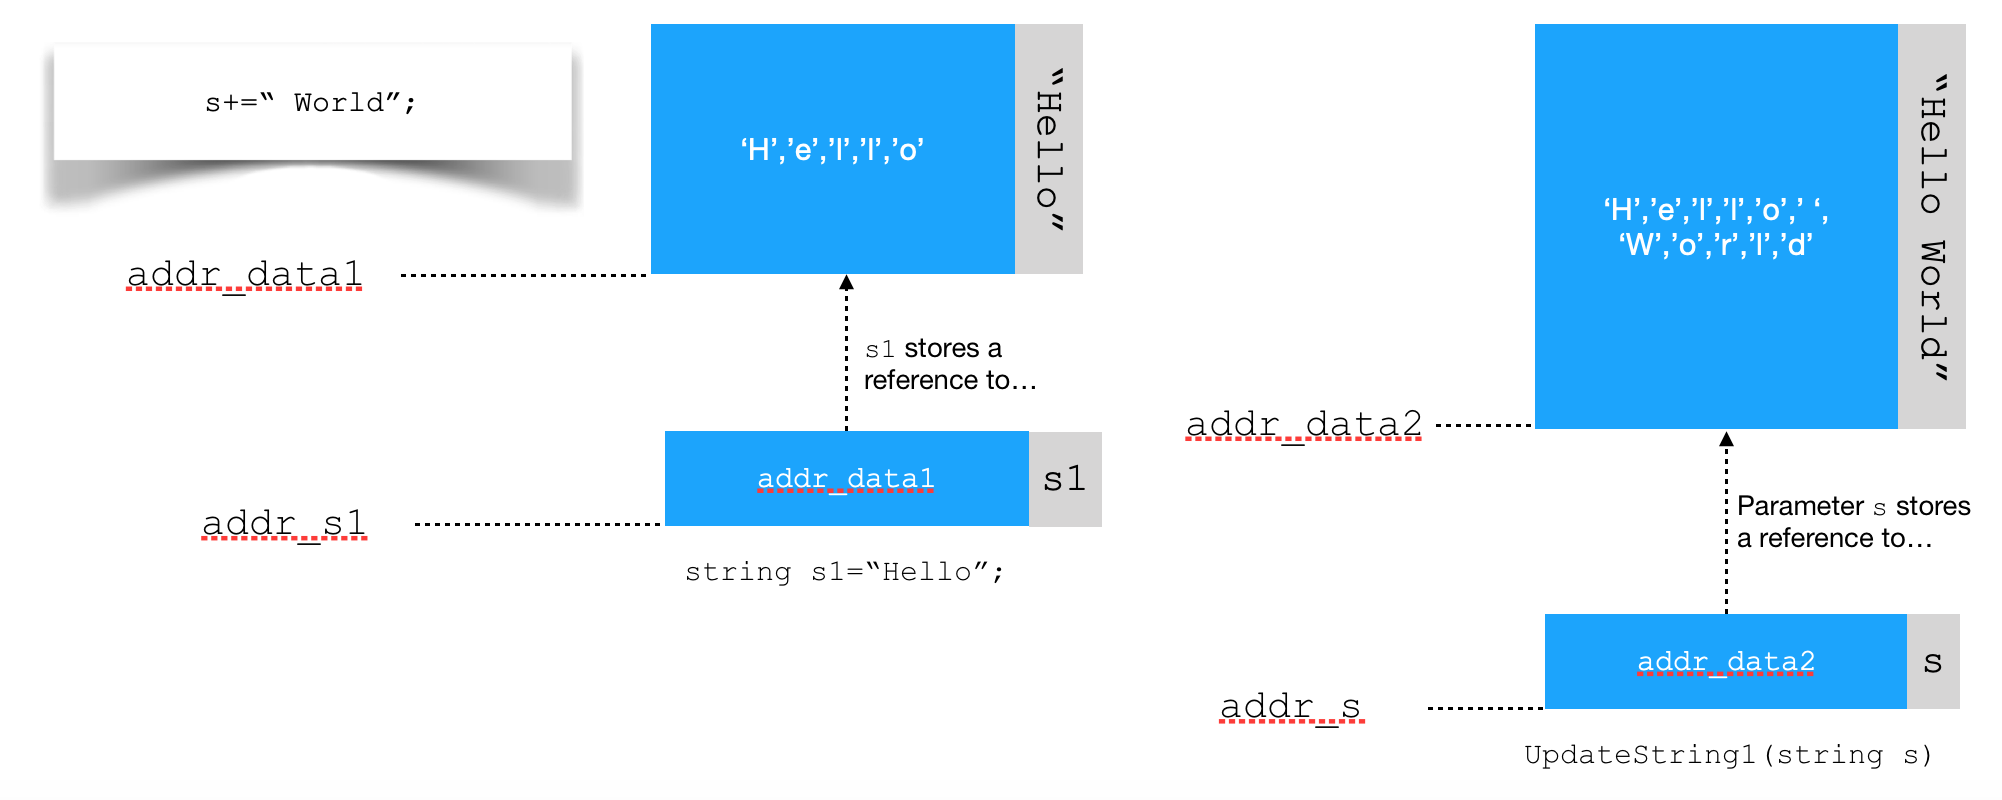 s+=“ World”;
‘H’,’e’,’l’,’l’,’o’
“Hello”
addr_data1
s1 stores a
reference to…
addr_data1
s1
addr_s1
string s1=“Hello”;
‘H’,’e’,’l’,’l’,’o’,’ ‘,
‘W’,’o’,’r’,’l’,’d’
“Hello World”
addr_data2
Parameter s stores
a reference to…
addr_data2
s
addr_s
UpdateString1(string s)